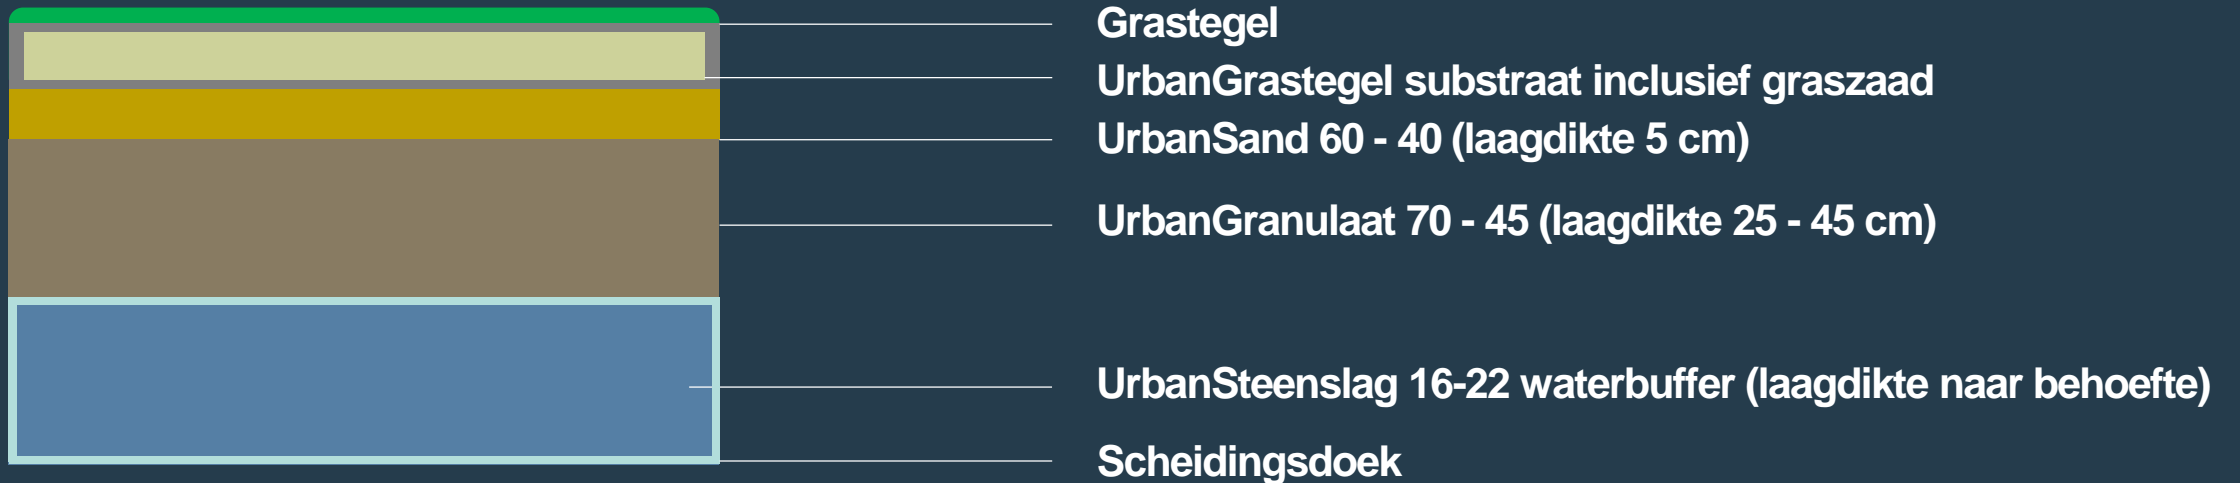 Grastegel
UrbanGrastegel substraat inclusief graszaad
UrbanSand 60 - 40 (laagdikte 5 cm)
UrbanGranulaat 70 - 45 (laagdikte 25 - 45 cm)
UrbanSteenslag 16-22 waterbuffer (laagdikte naar behoefte)
Scheidingsdoek